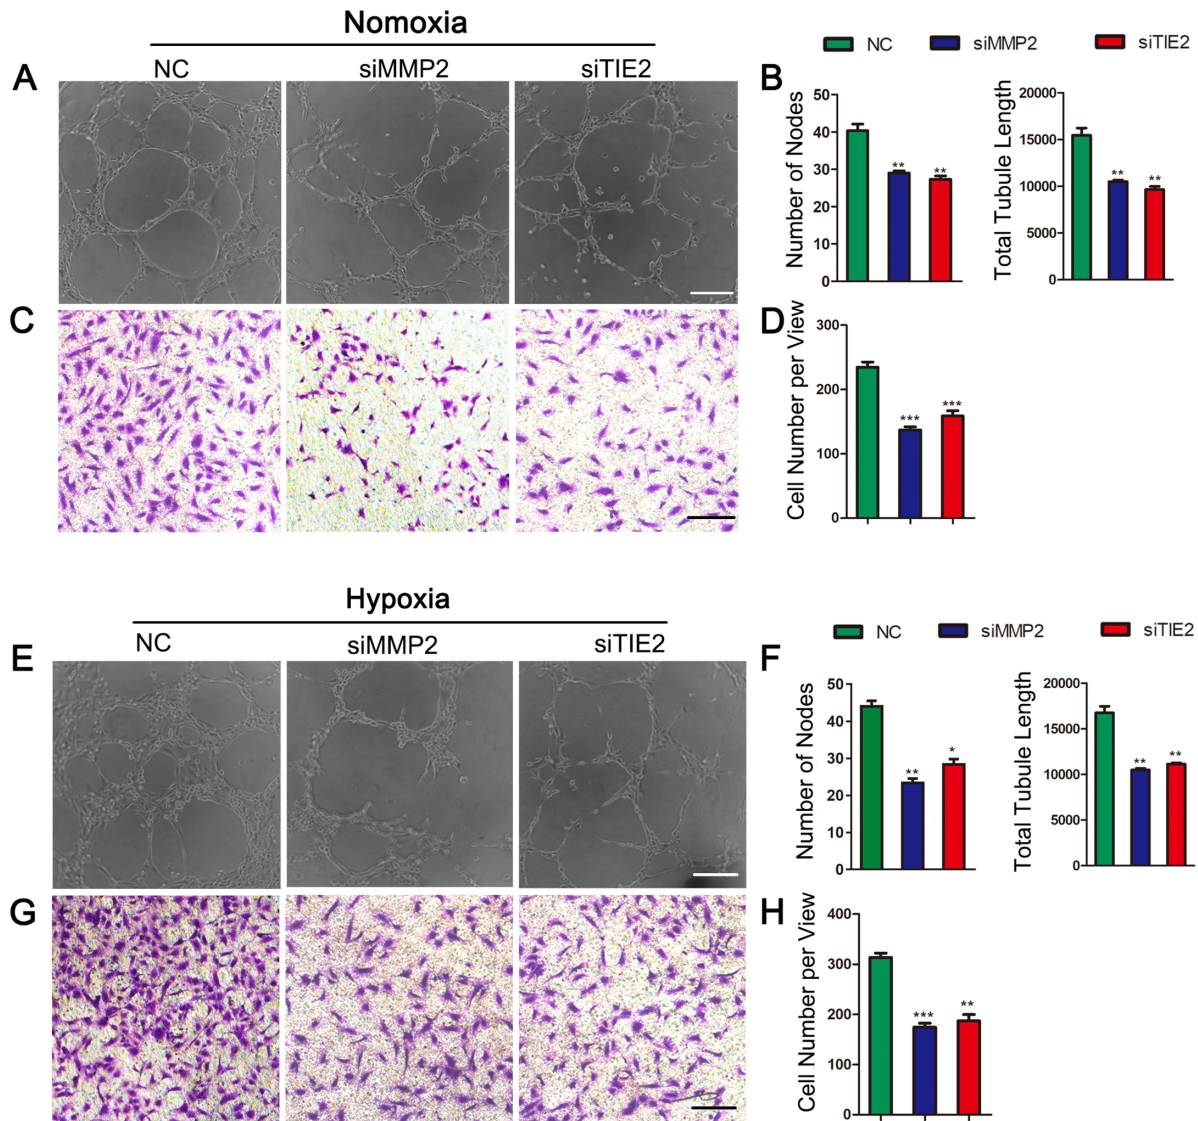 Nomoxia
NC siMMP2 siTIE2
A
B
NC siMMP2 siTIE2
Number of Nodes
50
40
30
20
10
0
** **
Total Tubule Length
20000
15000
10000
5000
0
** **
C
D
Cell Number per View
300
200
100
0
*** ***
Hypoxia
NC siMMP2 siTIE2
E
F
NC siMMP2 siTIE2
Number of Nodes
50
40
30
20
10
0
** *
Total Tubule Length
20000
15000
10000
5000
0
** **
G
H
Cell Number per View
400
300
200
100
0
*** **